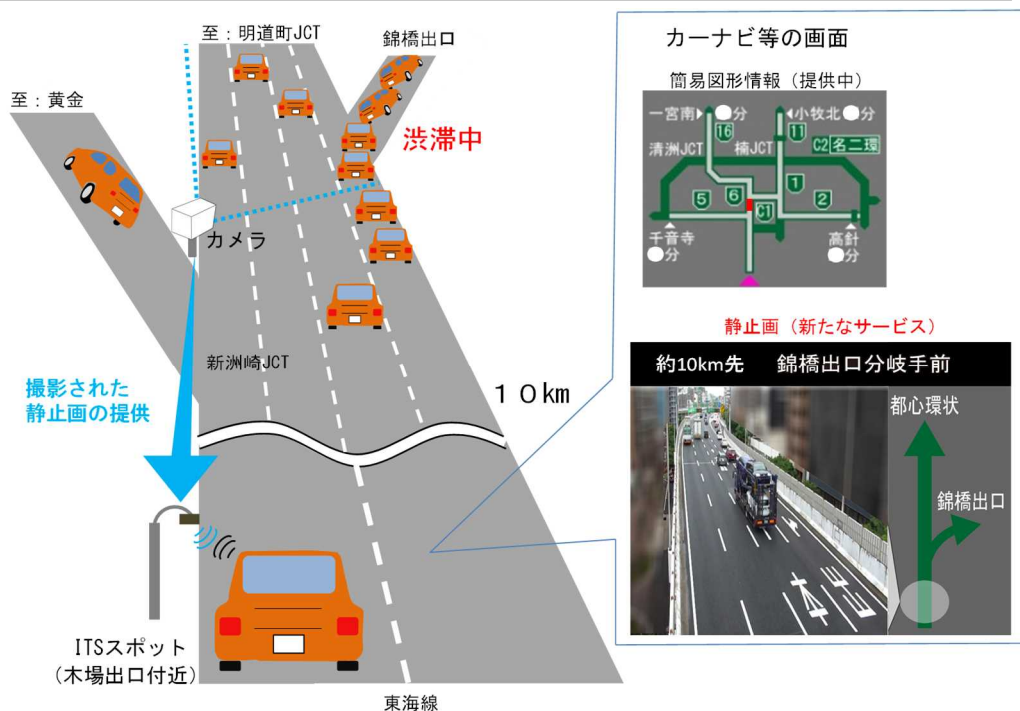 至：明道町JCT
錦橋出口
至：黄金
渋滞中
カメラ
新洲崎JCT
撮影された
静止画の提供
１０km
ITSスポット
（木場出口付近）
東海線
カーナビ等の画面
簡易図形情報（提供中）
一宮南
分
小牧北
分
16
11
清洲JCT
楠JCT
C2名二環
5
6
1
2
C1
千音寺
分
高針
分
静止画（新たなサービス）
約10km先　錦橋出口分岐手前
都心環状
錦橋出口